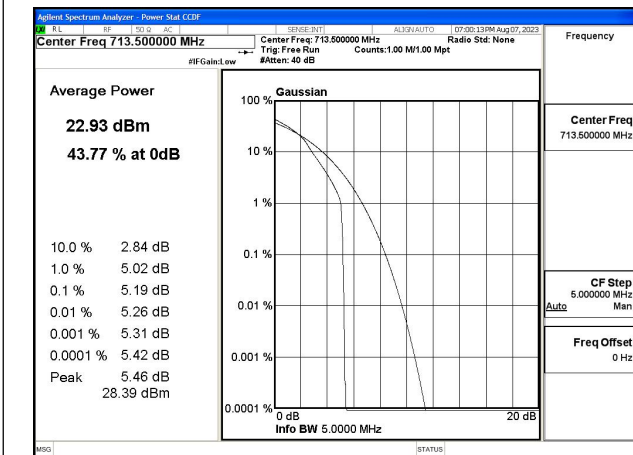 Agilent Spectrum Analyzer - Power Stat CCDF
RL RF 50 Ω AC SENSE:INT ALIGNAUTO 07:00:13PM Aug 07, 2023
Center Freq 713.500000 MHz
Center Freq: 713.500000 MHz Radio Std: None
Trig: Free Run Counts:1.00 M/1.00 Mpt
#IFGain:Low #Atten: 40 dB
Frequency
Average Power
22.93 dBm
43.77 % at 0dB
10.0 % 2.84 dB
1.0 % 5.02 dB
0.1 % 5.19 dB
0.01 % 5.26 dB
0.001 % 5.31 dB
0.0001 % 5.42 dB
Peak 5.46 dB
28.39 dBm
Gaussian
100 %
10 %
1 %
0.1 %
0.01 %
0.001 %
0.0001 %
0 dB 20 dB
Info BW 5.0000 MHz
Center Freq
713.500000 MHz
CF Step
5.000000 MHz
Auto Man
Freq Offset
0 Hz
MSG STATUS